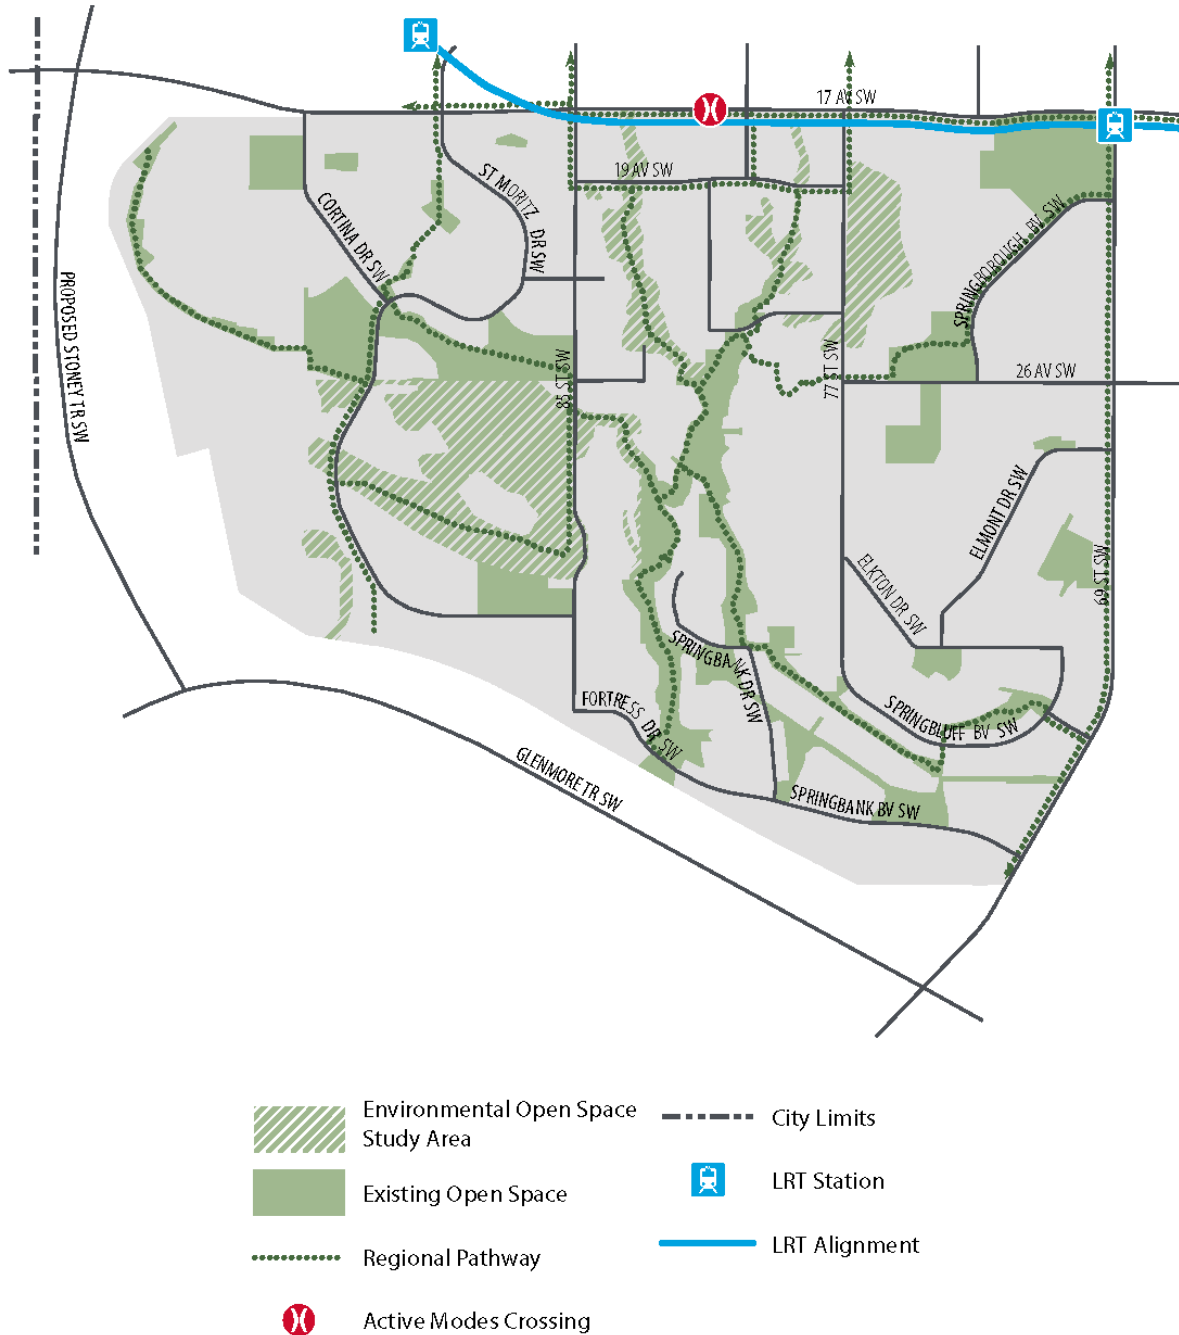 17 AV SW
19 AV SW
ST MORITZ DR SW
CORTINA DR SW
SPRINGBOROUGH BV SW
PROPOSED STONEY TR SW
85 ST SW
77 ST SW
26 AV SW
ELMONT DR SW
ELKTON DR SW
69 ST SW
SPRINGBANK DR SW
FORTRESS DR SW
SPRINGBLUFF BV SW
GLENMORE TR SW
SPRINGBANK BV SW
Environmental Open Space
Study Area
City Limits
Existing Open Space
LRT Station
Regional Pathway
LRT Alignment
Active Modes Crossing